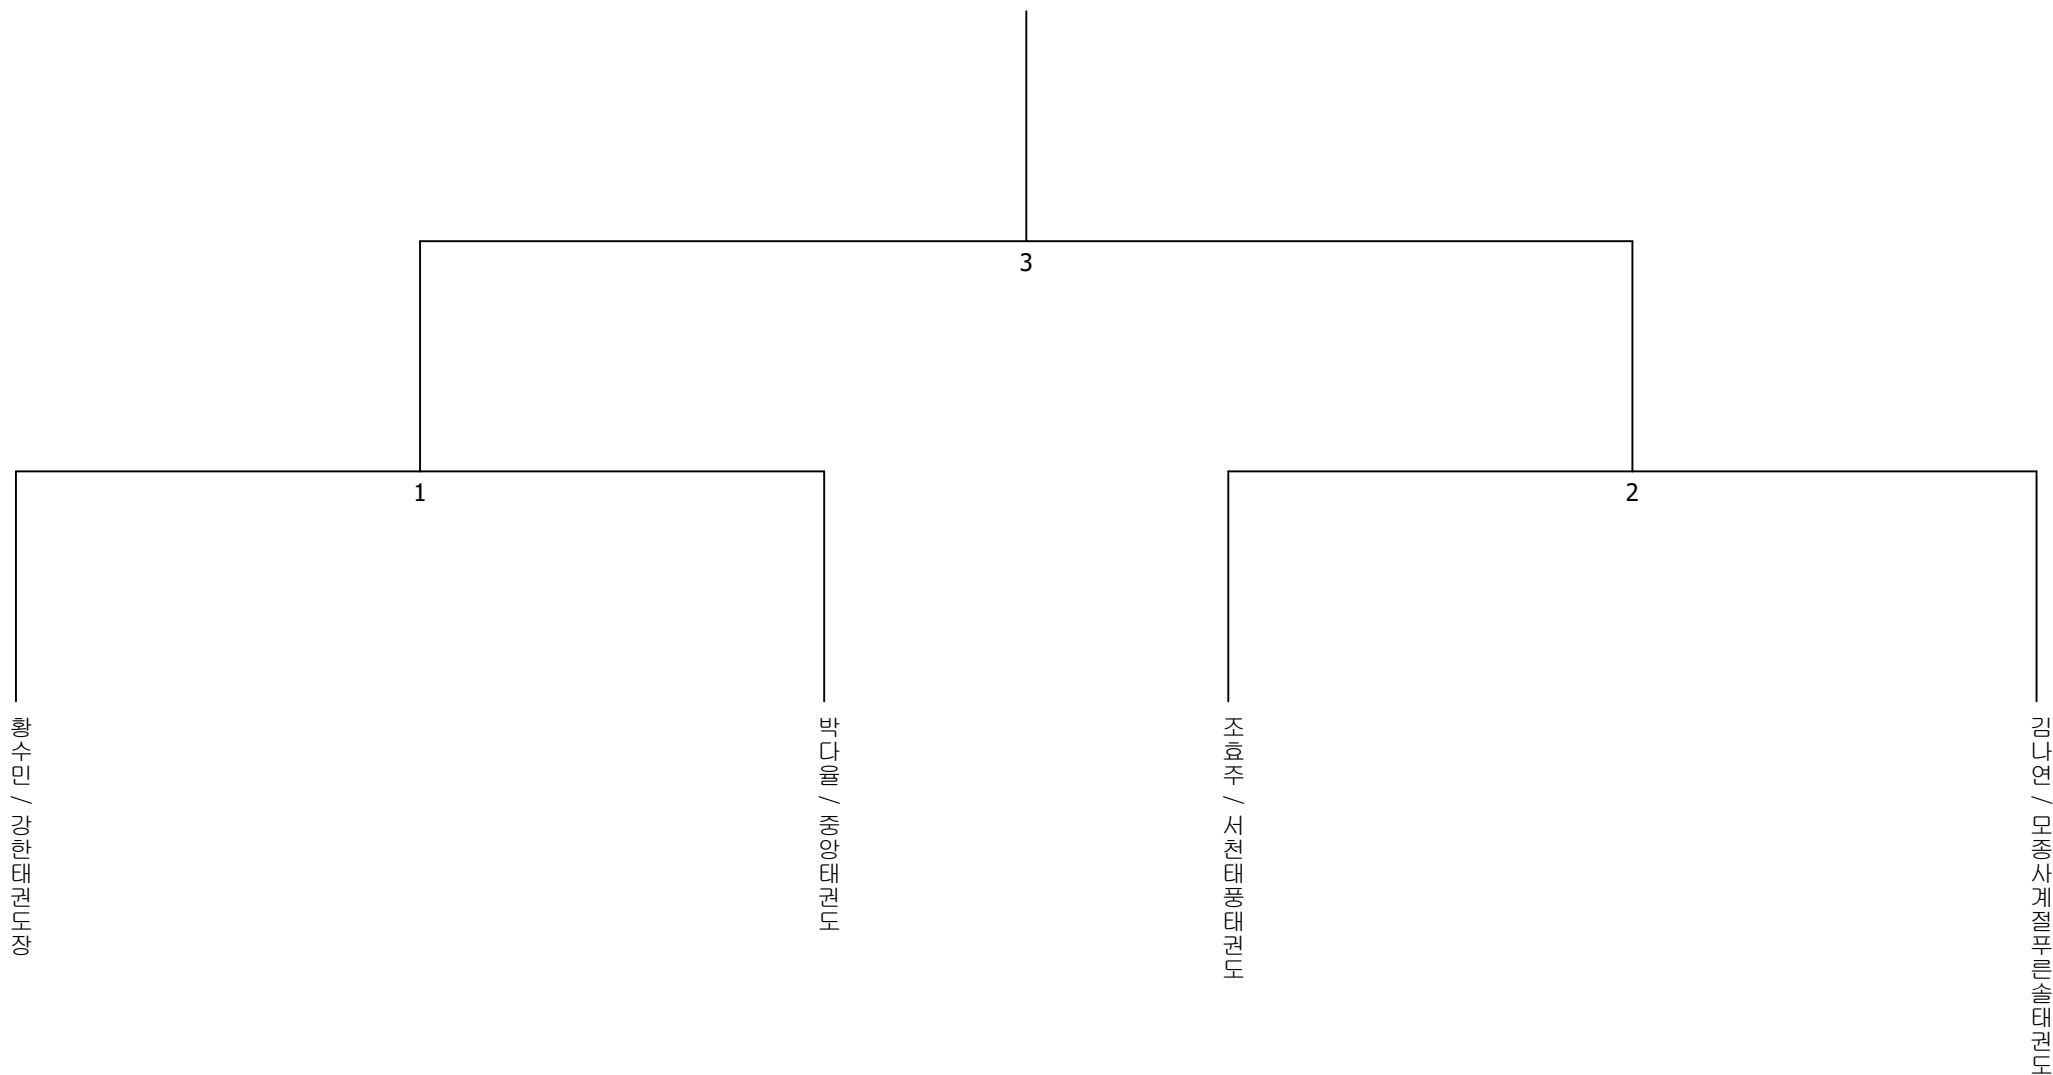 3
1
2
황수민 / 강한태권도장
박다율 / 중앙태권도
조효주 / 서천태풍태권도
김나연 / 모종사계절푸른솔태권도